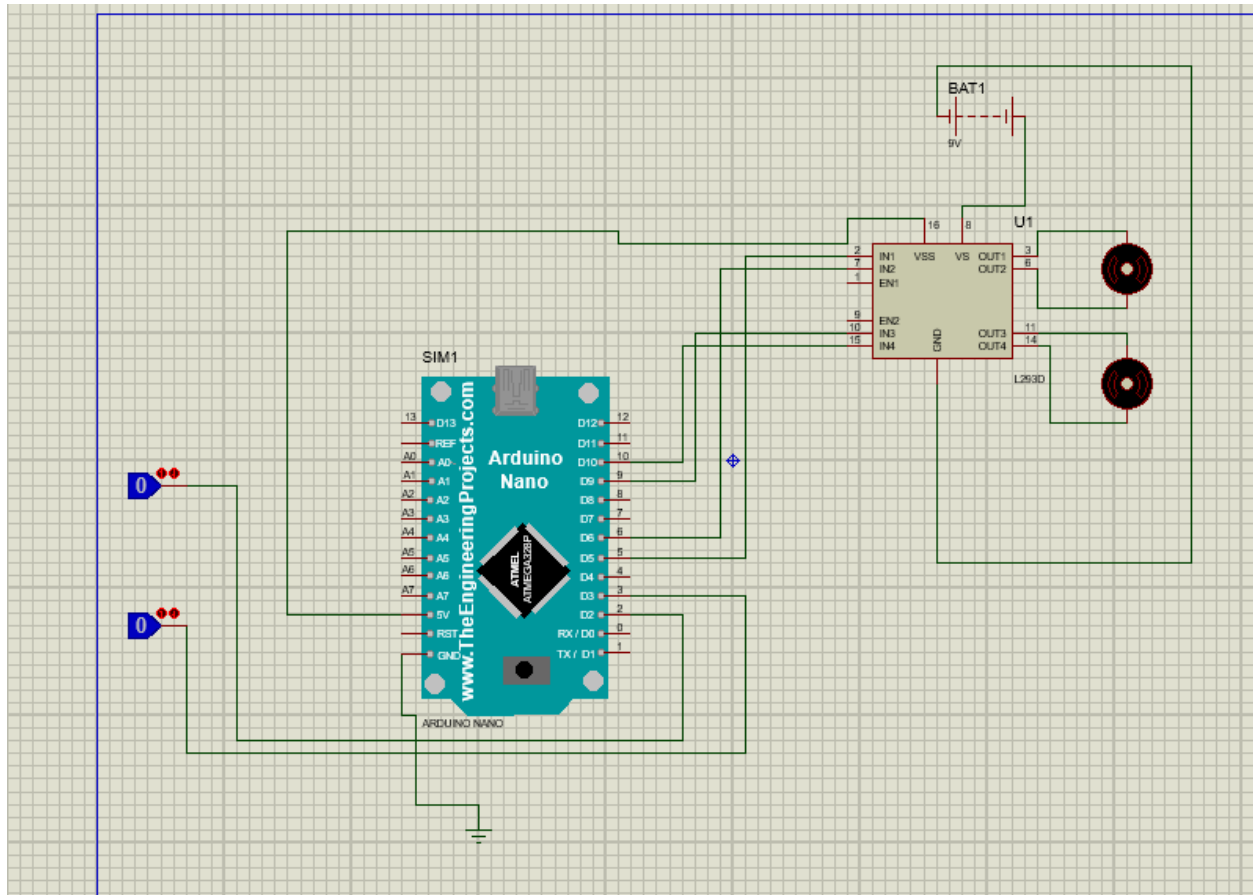 BAT1
9V
U1
16
8
2
IN1
VSS
VS
OUT1
3
7
IN2
OUT2
6
1
EN1
9
EN2
10
IN3
GND
OUT3
11
15
IN4
OUT4
14
L293D
SIM1
www.TheEngineeringProjects.com
Arduino
Nano
ATMEL
ATMEGA328P
13
D13
REF
A0
A0
A1
A1
A2
A2
A3
A3
A4
A4
A5
A5
A6
A6
A7
A7
5V
RST
GND
D12
12
D11
11
D10
10
D9
9
D8
8
D7
7
D6
6
D5
5
D4
4
D3
3
D2
2
RX / D0
0
TX / D1
1
ARDUINO NANO
0
0